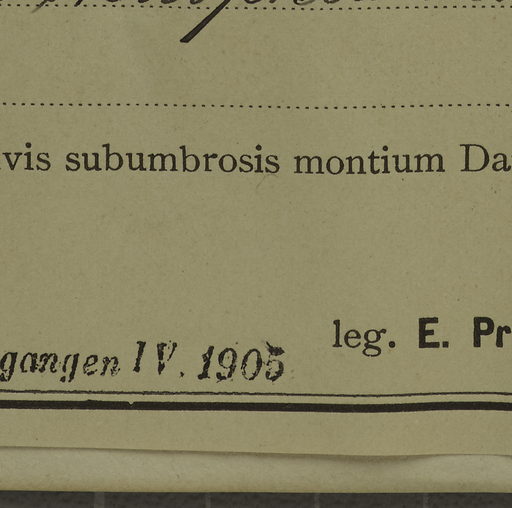 vis subumbrosis montium Da
leg. E. Pr
gangen IV. 1905